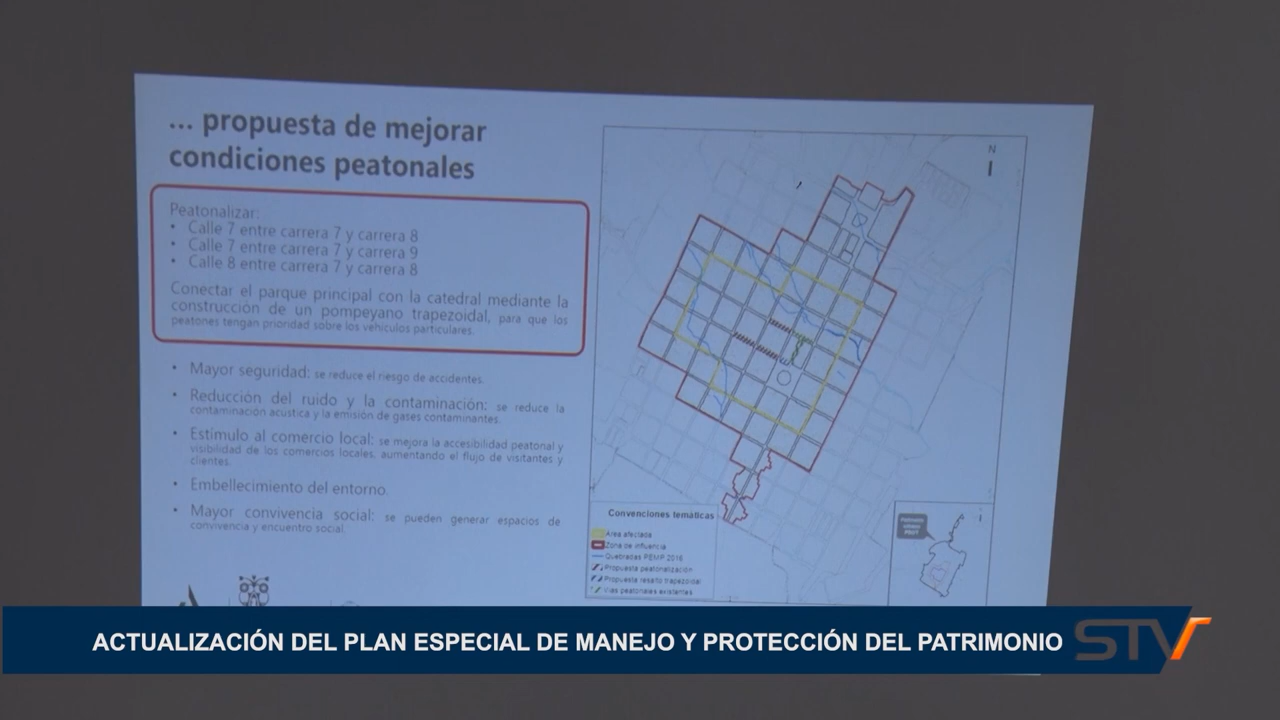 ... propuesta de mejorar
condiciones peatonales
Peatonalizar:
• Calle 7 entre carrera 7 y carrera 8
• Calle 7 entre carrera 7 y carrera 9
• Calle 8 entre carrera 7 y carrera 8
Conectar el parque principal con la catedral mediante la
construcción de un pompeyano trapezoidal, para que los
peatones tengan prioridad sobre los vehículos particulares.
• Mayor seguridad: se reduce el riesgo de accidentes.
• Reducción del ruido y la contaminación: se reduce la
contaminación acústica y la emisión de gases contaminantes.
• Estímulo al comercio local: se mejora la accesibilidad peatonal y
visibilidad de los comercios locales, aumentando el flujo de visitantes y
clientes.
• Embellecimiento del entorno.
• Mayor convivencia social: se pueden generar espacios de
convivencia y encuentro social.
N
Convenciones temáticas
Área afectada
Zona de influencia
Quebradas PEMP 2016
Propuesta peatonalización
Propuesta resalto trapezoidal
Vías peatonales existentes
ACTUALIZACIÓN DEL PLAN ESPECIAL DE MANEJO Y PROTECCIÓN DEL PATRIMONIO
STV